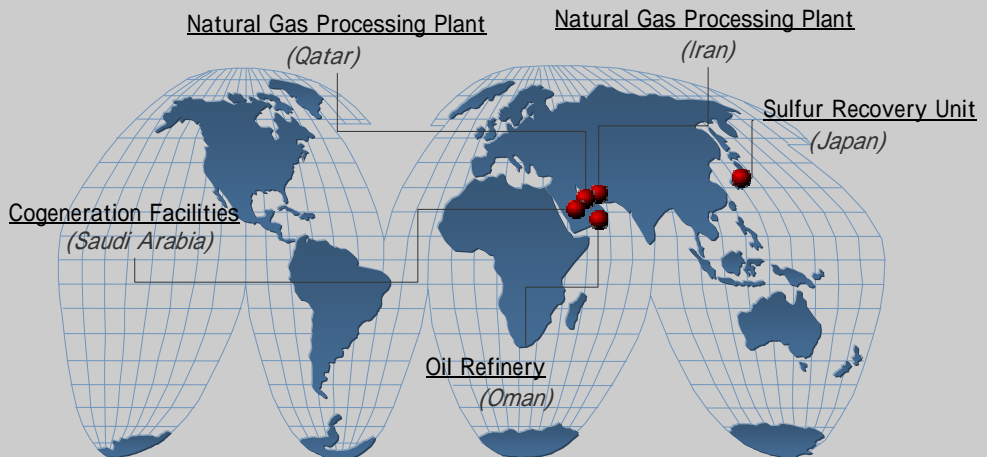 Natural Gas Processing Plant
(Qatar)
Natural Gas Processing Plant
(Iran)
Sulfur Recovery Unit
(Japan)
Cogeneration Facilities
(Saudi Arabia)
Oil Refinery
(Oman)